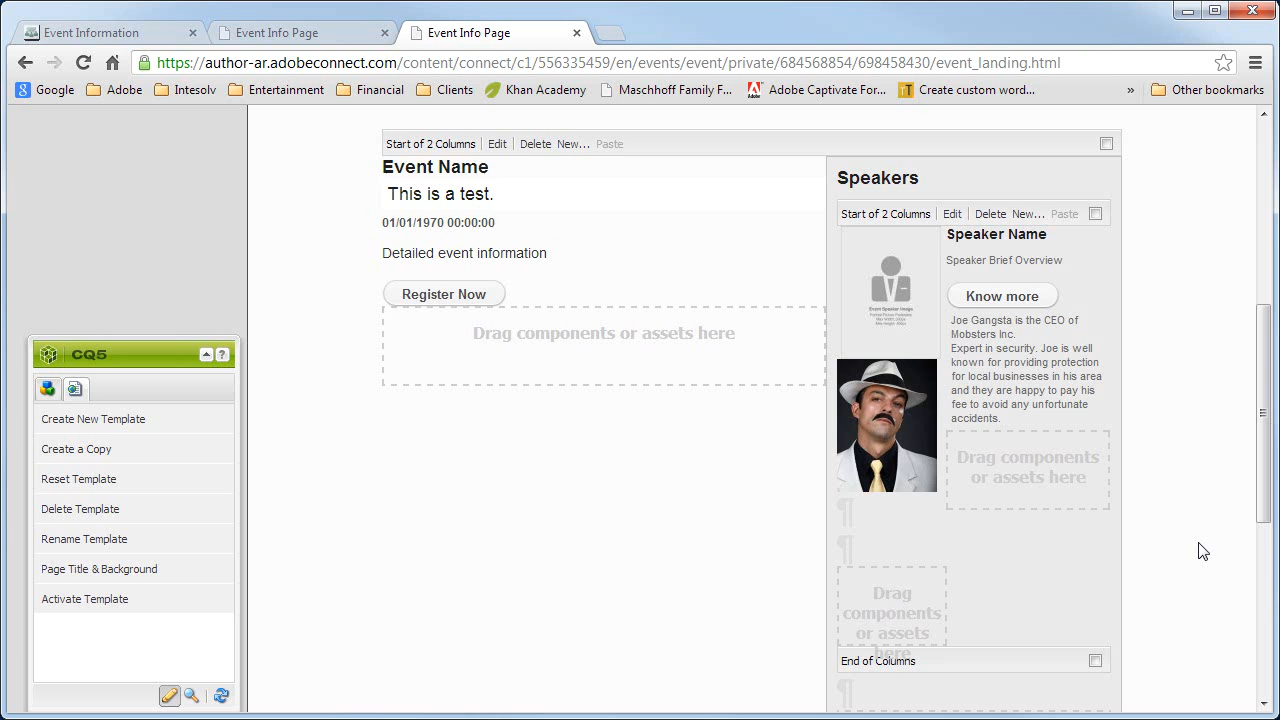 Event Information
Event Info Page
Event Info Page
https://author-ar.adobeconnect.com/content/connect/c1/556335459/en/events/event/private/684568854/698458430/event_landing.html
Google
Adobe
Intesiv
Entertainment
Financial
Clients
Khan Academy
Maschhoff Family F...
Adobe Captivate For...
Create custom word...
»
Other bookmarks
Start of 2 Columns
Edit
Delete
New...
Paste
Event Name
This is a test.
01/01/1970 00:00:00
Detailed event information
Register Now
Drag components or assets here
Speakers
Start of 2 Columns
Edit
Delete
New...
Paste
Event Speaker Image
Speaker Name
Speaker Brief Overview
Know more
Joe Gangsta is the CEO of
Mobsters Inc.
Expert in security. Joe is well
known for providing protection
for local businesses in his area
and they are happy to pay his
fee to avoid any unfortunate
accidents.
Drag components
or assets here
¶
¶
Drag
components
or assets
here
End of Columns
¶
CQ5
?
Create New Template
Create a Copy
Reset Template
Delete Template
Rename Template
Page Title & Background
Activate Template